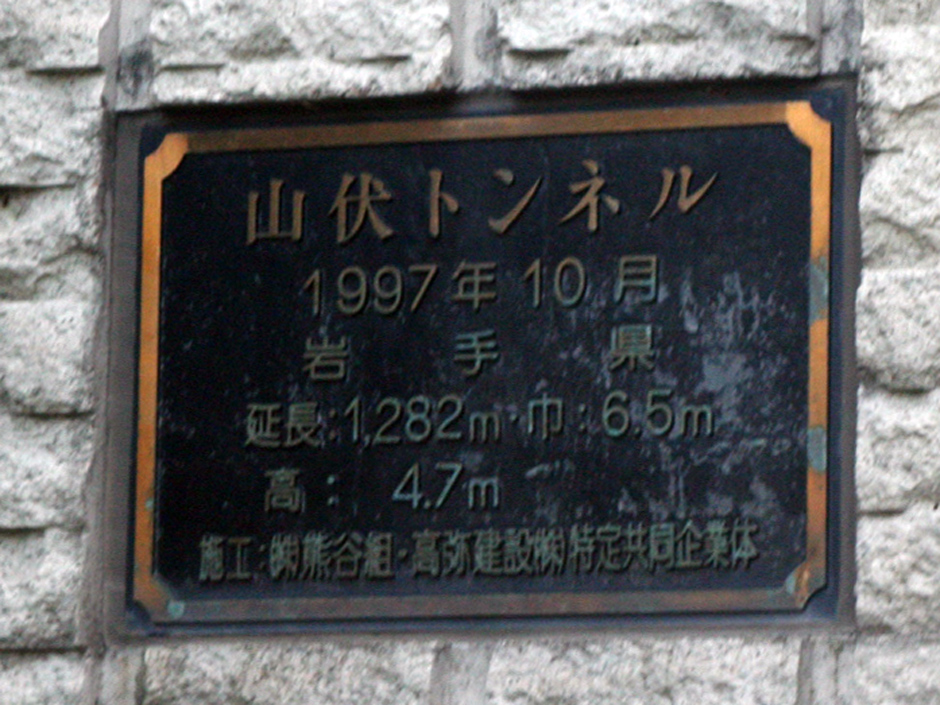 山伏トンネル
1997年10月
岩手県
延長:1,282m・巾:6.5m
高: 4.7m
施工:㈱熊谷組・高弥建設㈱特定共同企業体